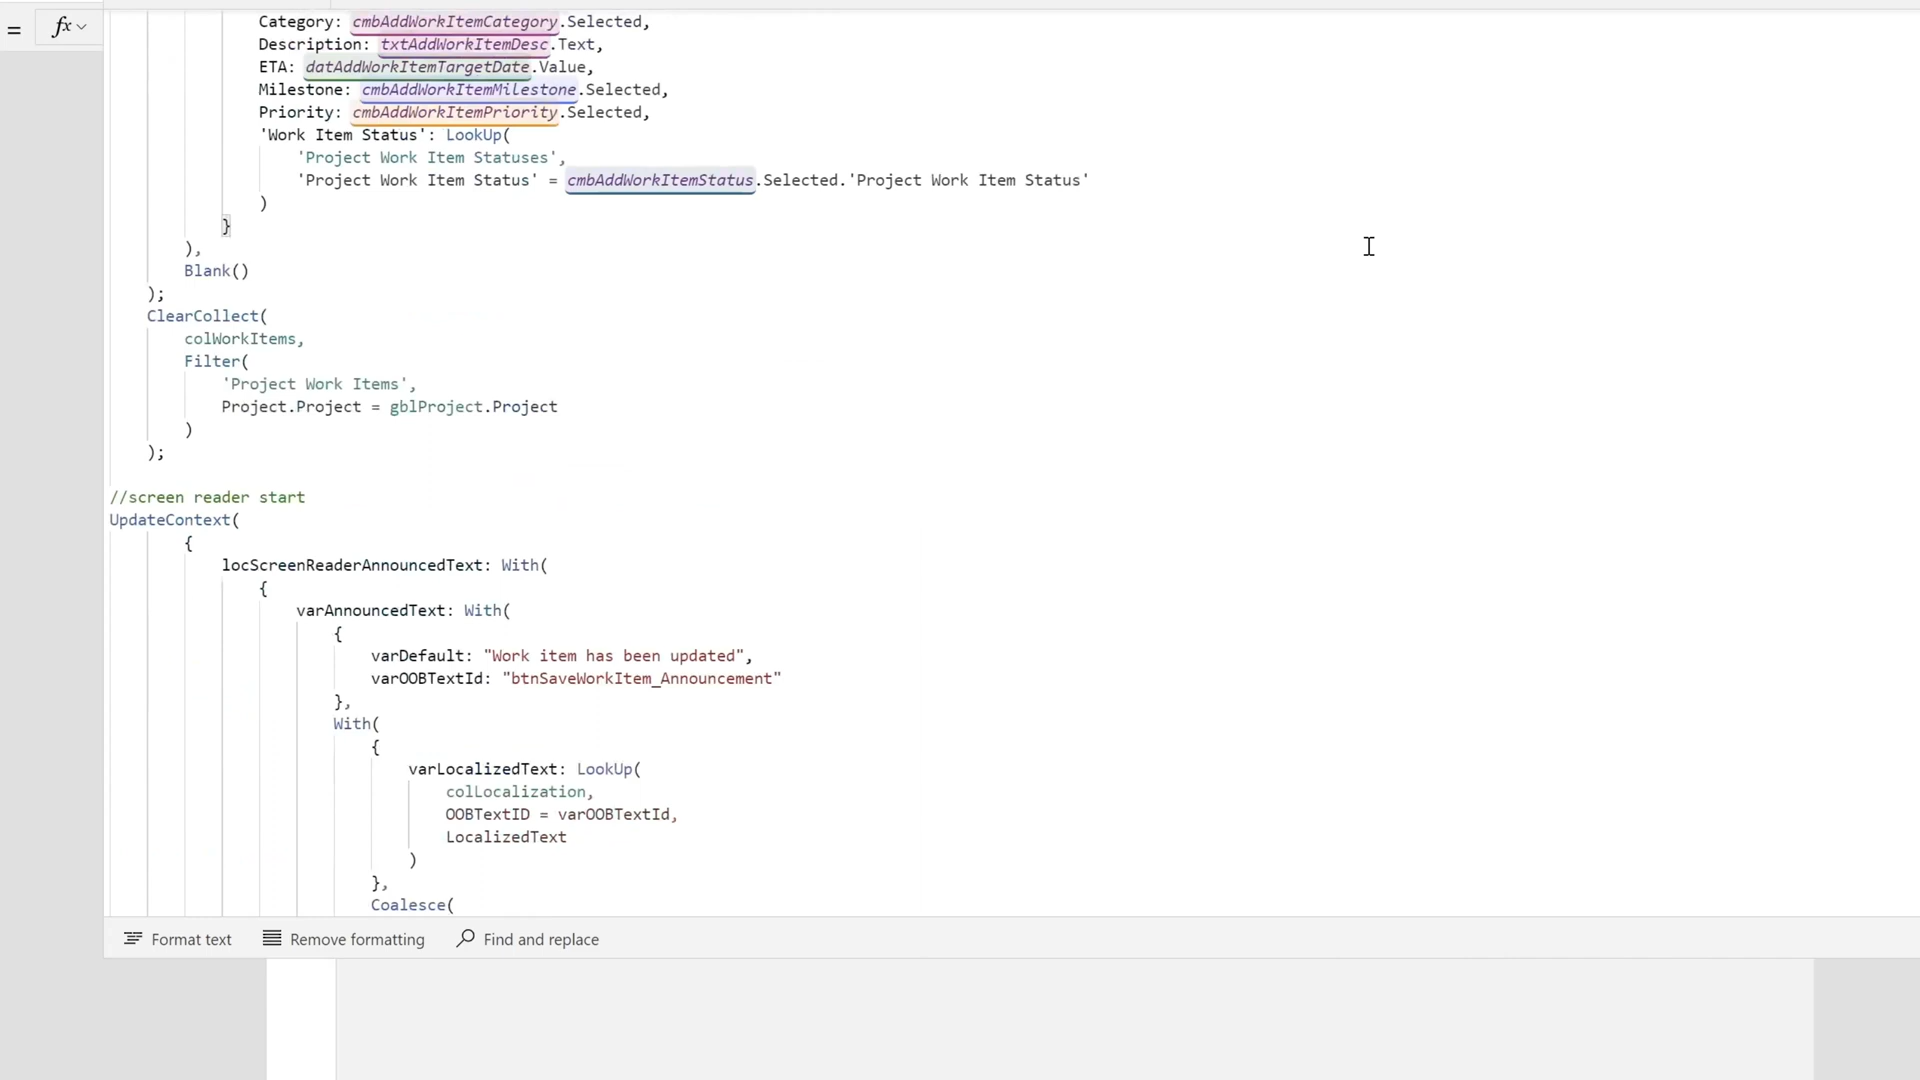 = fx
Category: cmbAddWorkItemCategory.Selected,
Description: txtAddWorkItemDesc.Text,
ETA: datAddWorkItemTargetDate.Value,
Milestone: cmbAddWorkItemMilestone.Selected,
Priority: cmbAddWorkItemPriority.Selected,
'Work Item Status': LookUp(
'Project Work Item Statuses',
'Project Work Item Status' = cmbAddWorkItemStatus.Selected.'Project Work Item Status'
)
}
),
Blank()
);
ClearCollect(
colWorkItems,
Filter(
'Project Work Items',
Project.Project = gblProject.Project
)
);
//screen reader start
UpdateContext(
{
locScreenReaderAnnouncedText: With(
{
varAnnouncedText: With(
{
varDefault: "Work item has been updated",
varOOBTextId: "btnSaveWorkItem_Announcement"
},
With(
{
varLocalizedText: LookUp(
colLocalization,
OOBTextID = varOOBTextId,
LocalizedText
)
},
Coalesce(
Format text Remove formatting Find and replace